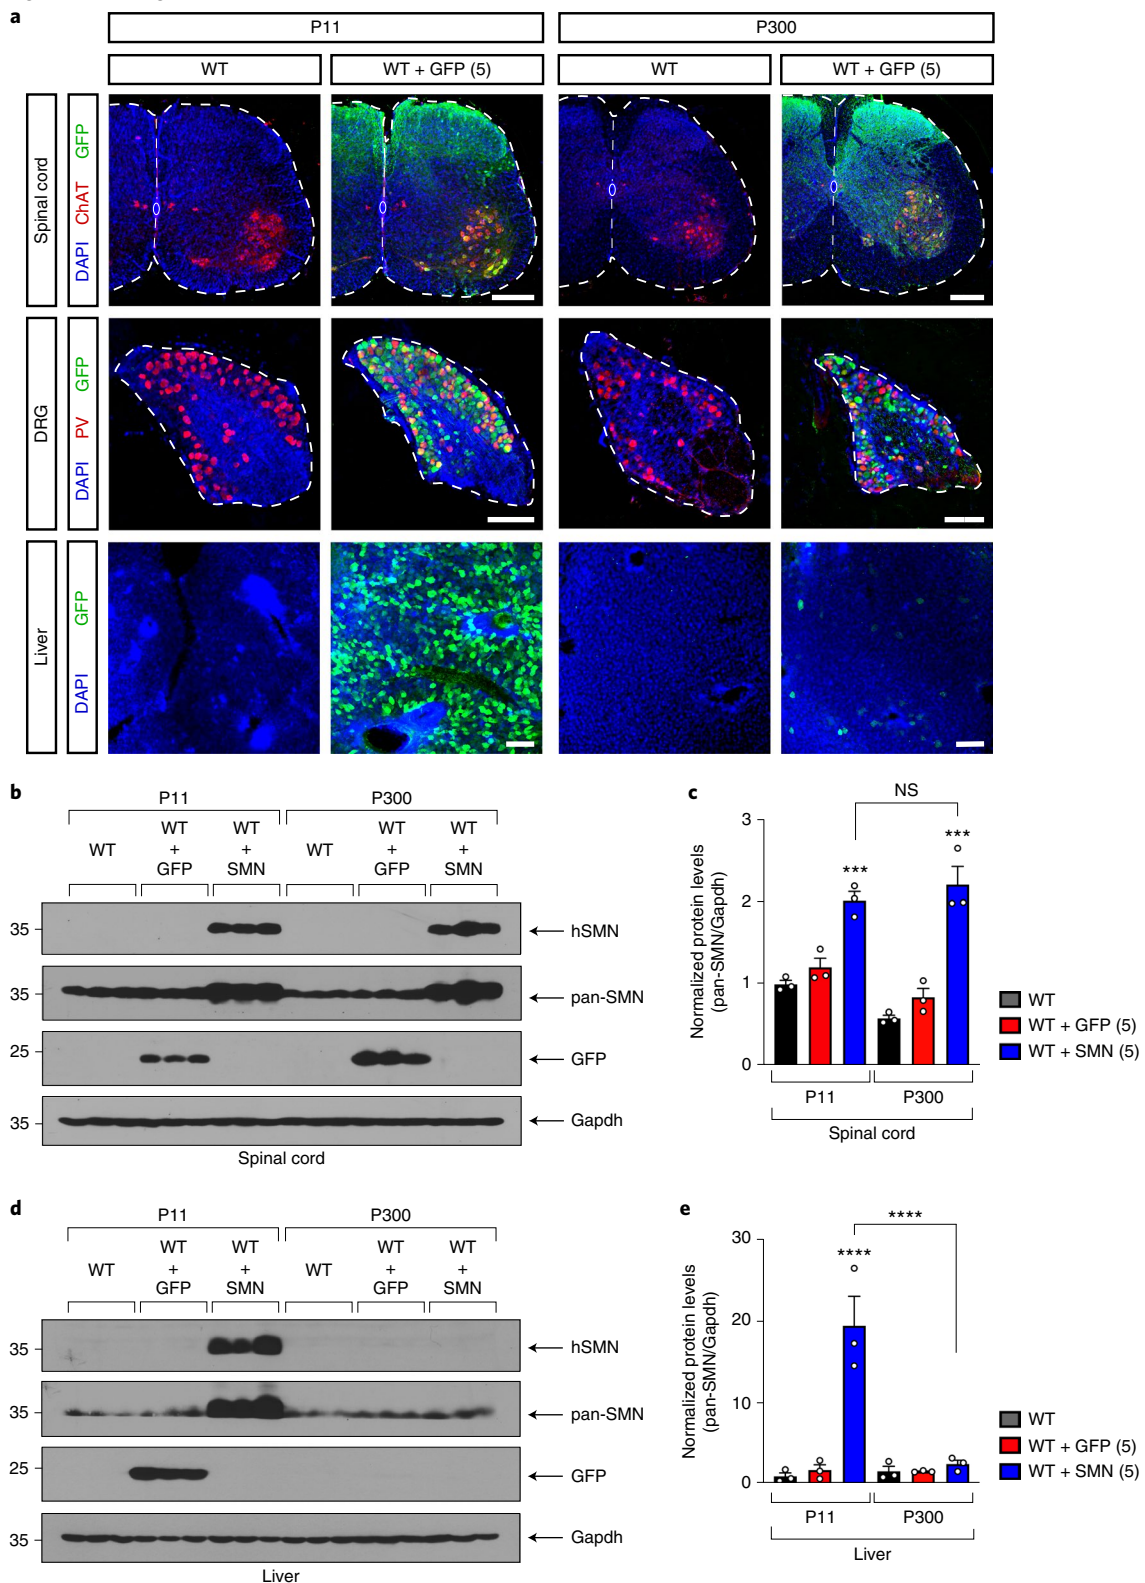 a
P11
P300
WT
WT + GFP (5)
WT
WT + GFP (5)
Spinal cord
DAPI ChAT GFP
DRG
DAPI PV GFP
Liver
DAPI GFP
b
P11
P300
WT
WT + GFP
WT + SMN
WT
WT + GFP
WT + SMN
35
hSMN
35
pan-SMN
25
GFP
35
Gapdh
Spinal cord
c
NS
***
***
Normalized protein levels
(pan-SMN/Gapdh)
3
2
1
0
P11
P300
Spinal cord
WT
WT + GFP (5)
WT + SMN (5)
d
P11
P300
WT
WT + GFP
WT + SMN
WT
WT + GFP
WT + SMN
35
hSMN
35
pan-SMN
25
GFP
35
Gapdh
Liver
e
****
****
Normalized protein levels
(pan-SMN/Gapdh)
30
20
10
0
P11
P300
Liver
WT
WT + GFP (5)
WT + SMN (5)